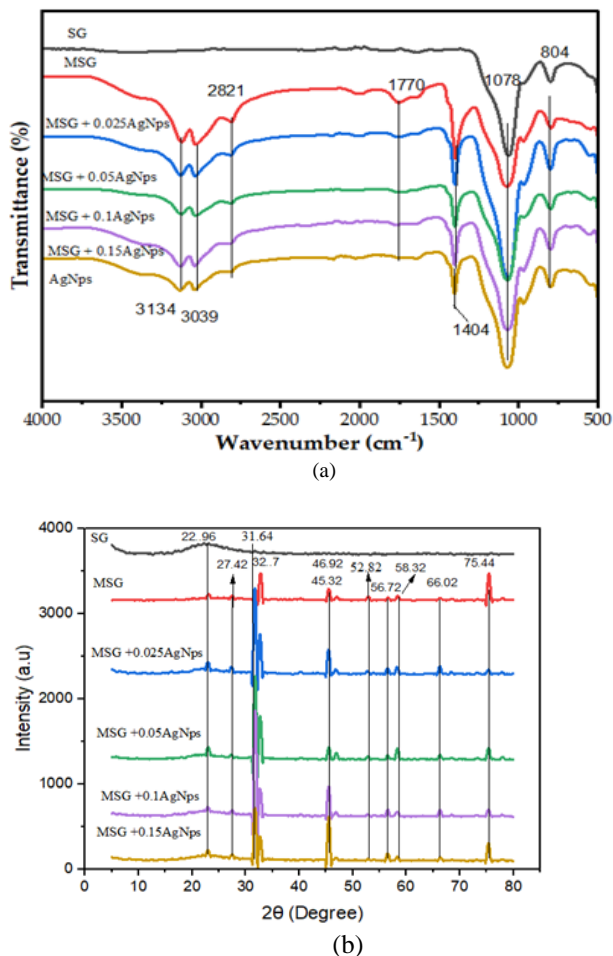 SG
MSG
2821
1770
1078
804
MSG + 0.025AgNps
MSG + 0.05AgNps
MSG + 0.1AgNps
MSG + 0.15AgNps
AgNps
3134
3039
1404
Transmittance (%)
4000 3500 3000 2500 2000 1500 1000 500
Wavenumber (cm⁻¹)
(a)
4000
3000
2000
1000
0
Intensity (a.u)
SG
22..96
31.64
27.42
32..7
46.92
45.32
52.82
56.72
58.32
66.02
75.44
MSG
MSG +0.025AgNps
MSG +0.05AgNps
MSG +0.1AgNps
MSG +0.15AgNps
0 10 20 30 40 50 60 70 80
2θ (Degree)
(b)